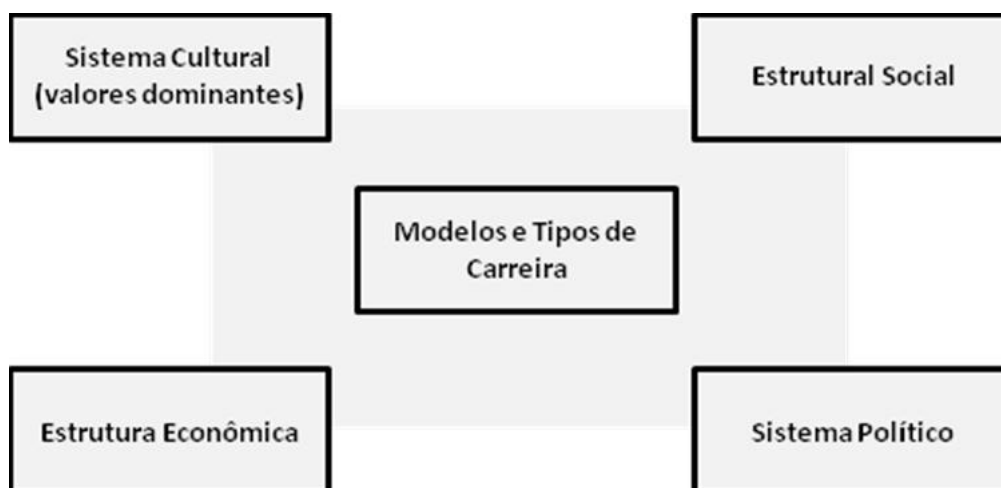 Sistema Cultural
(valores dominantes)
Estrutural Social
Modelos e Tipos de
Carreira
Estrutura Econômica
Sistema Político